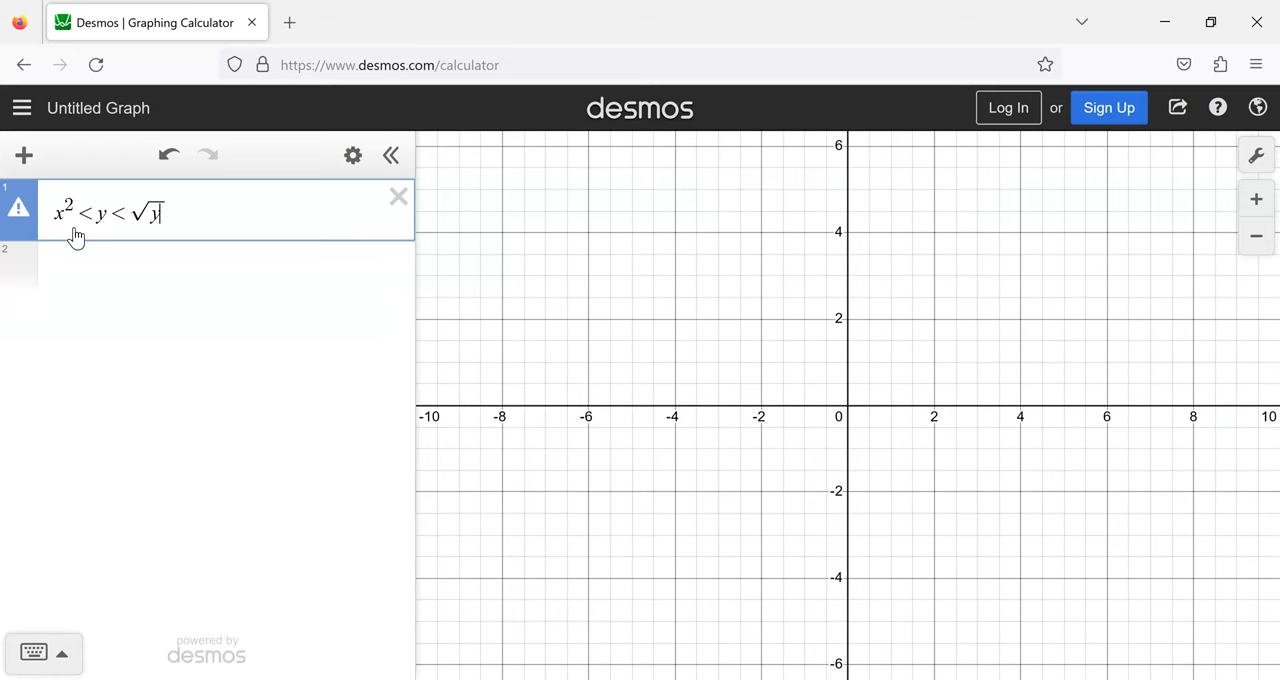 Desmos | Graphing Calculator
https://www.desmos.com/calculator
Untitled Graph
desmos
Log In or Sign Up
1
x² < y < √y
2
powered by
desmos
6
4
2
-10 -8 -6 -4 -2 0 2 4 6 8 10
-2
-4
-6